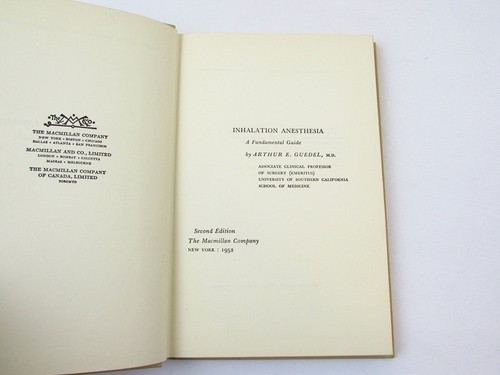 THE MACMILLAN COMPANY
NEW YORK • BOSTON • CHICAGO
DALLAS • ATLANTA • SAN FRANCISCO
MACMILLAN AND CO., LIMITED
LONDON • BOMBAY • CALCUTTA
MADRAS • MELBOURNE
THE MACMILLAN COMPANY
OF CANADA, LIMITED
TORONTO
INHALATION ANESTHESIA
A Fundamental Guide
by ARTHUR E. GUEDEL, M.D.
ASSOCIATE CLINICAL PROFESSOR
OF SURGERY (EMERITUS)
UNIVERSITY OF SOUTHERN CALIFORNIA
SCHOOL OF MEDICINE
Second Edition
The Macmillan Company
NEW YORK : 1952